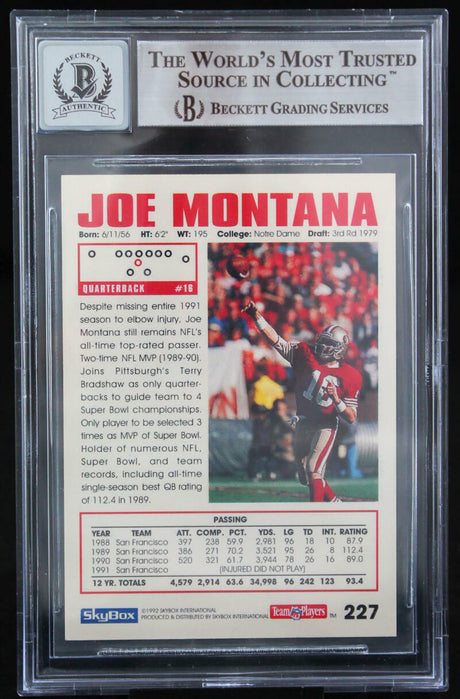 BECKETT
B
AUTHENTIC
THE WORLD'S MOST TRUSTED
SOURCE IN COLLECTING™
B BECKETT GRADING SERVICES
JOE MONTANA
Born: 6/11/56 HT: 6'2" WT: 195 College: Notre Dame Draft: 3rd Rd 1979
QUARTERBACK #16
Despite missing entire 1991
season to elbow injury, Joe
Montana still remains NFL's
all-time top-rated passer.
Two-time NFL MVP (1989-90).
Joins Pittsburgh's Terry
Bradshaw as only quarter-
backs to guide team to 4
Super Bowl championships.
Only player to be selected 3
times as MVP of Super Bowl.
Holder of numerous NFL,
Super Bowl, and team
records, including all-time
single-season best QB rating
of 112.4 in 1989.
16
PASSING
YEAR TEAM ATT. COMP. PCT. YDS. LG TD INT. RATING
1988 San Francisco 397 238 59.9 2,981 96 18 10 87.9
1989 San Francisco 386 271 70.2 3,521 95 26 8 112.4
1990 San Francisco 520 321 61.7 3,944 78 26 16 89.0
1991 San Francisco (INJURED DID NOT PLAY)
12 YR. TOTALS 4,579 2,914 63.6 34,998 96 242 123 93.4
SkyBox
©1992 SKYBOX INTERNATIONAL
PRODUCED & DISTRIBUTED BY SKYBOX INTERNATIONAL
Team NFL Players ™
227